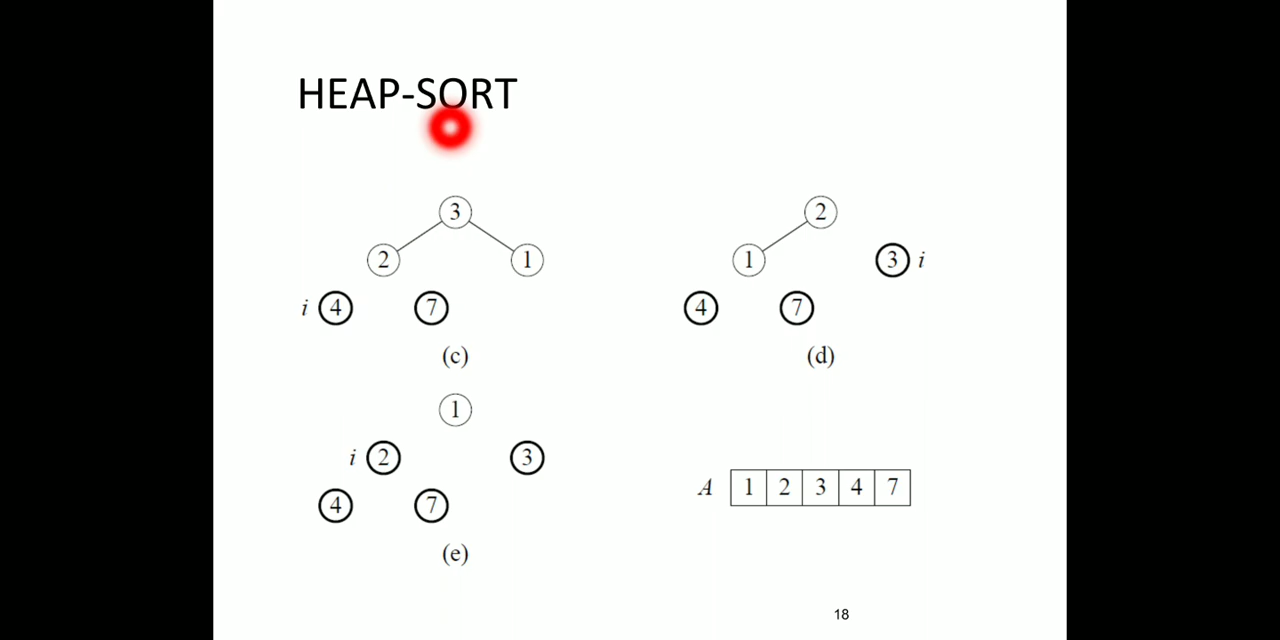 HEAP-SORT
3
2 1
i 4 7
(c)
2
1 3 i
4 7
(d)
1
i 2 3
4 7
(e)
A 1 2 3 4 7
18